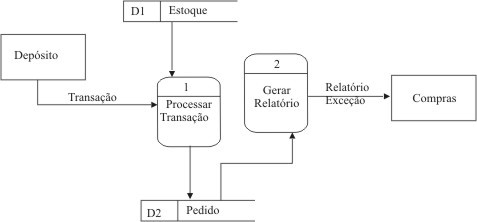 D1 Estoque
Depósito
Transação
1
Processar
Transação
2
Gerar
Relatório
Relatório
Exceção
Compras
D2 Pedido